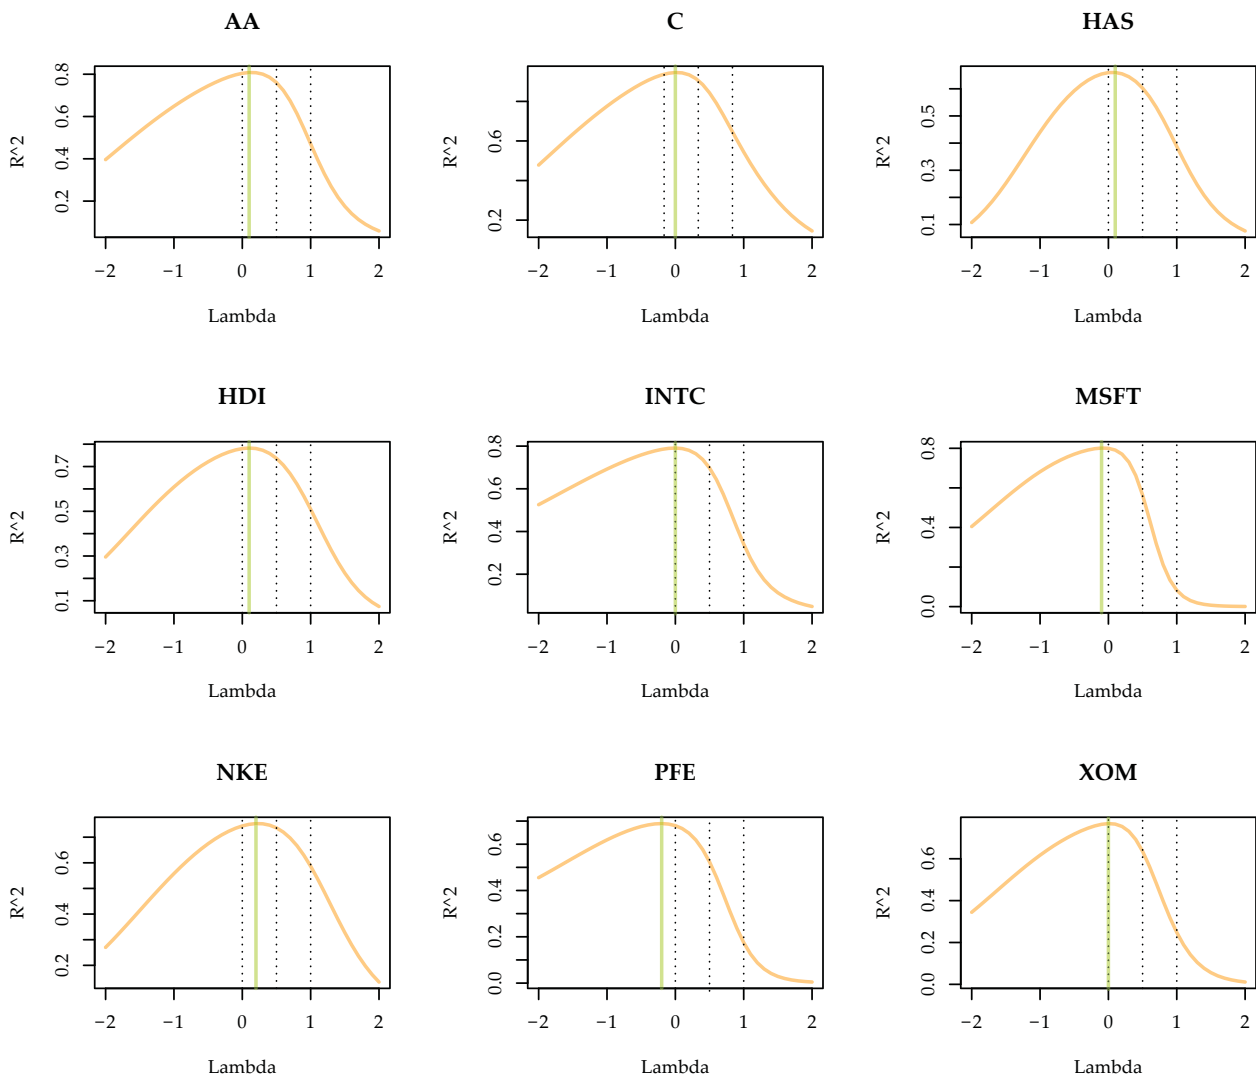 AA C HAS
R^2 0.2 0.4 0.6 0.8 R^2 0.2 0.6 R^2 0.1 0.3 0.5
−2 −1 0 1 2 −2 −1 0 1 2 −2 −1 0 1 2
Lambda Lambda Lambda
HDI INTC MSFT
R^2 0.1 0.3 0.5 0.7 R^2 0.2 0.4 0.6 0.8 R^2 0.0 0.4 0.8
−2 −1 0 1 2 −2 −1 0 1 2 −2 −1 0 1 2
Lambda Lambda Lambda
NKE PFE XOM
R^2 0.2 0.4 0.6 R^2 0.0 0.2 0.4 0.6 R^2 0.0 0.2 0.4 0.6
−2 −1 0 1 2 −2 −1 0 1 2 −2 −1 0 1 2
Lambda Lambda Lambda